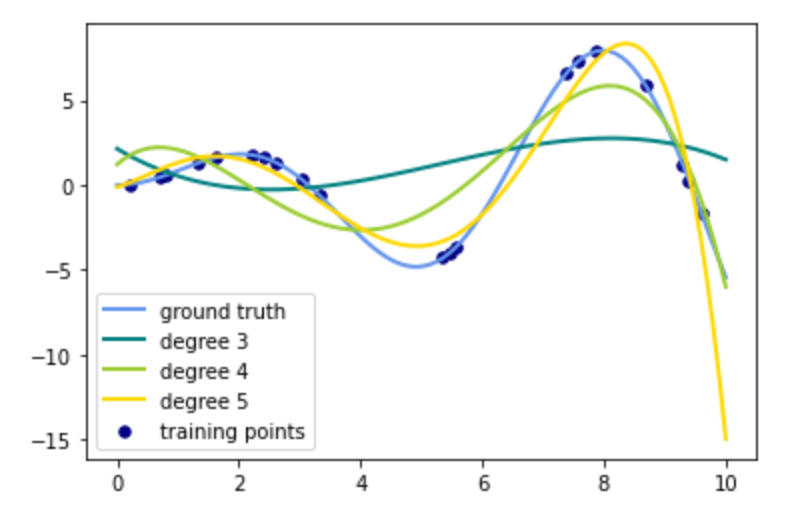 5
0
−5
−10
−15
ground truth
degree 3
degree 4
degree 5
training points
0 2 4 6 8 10